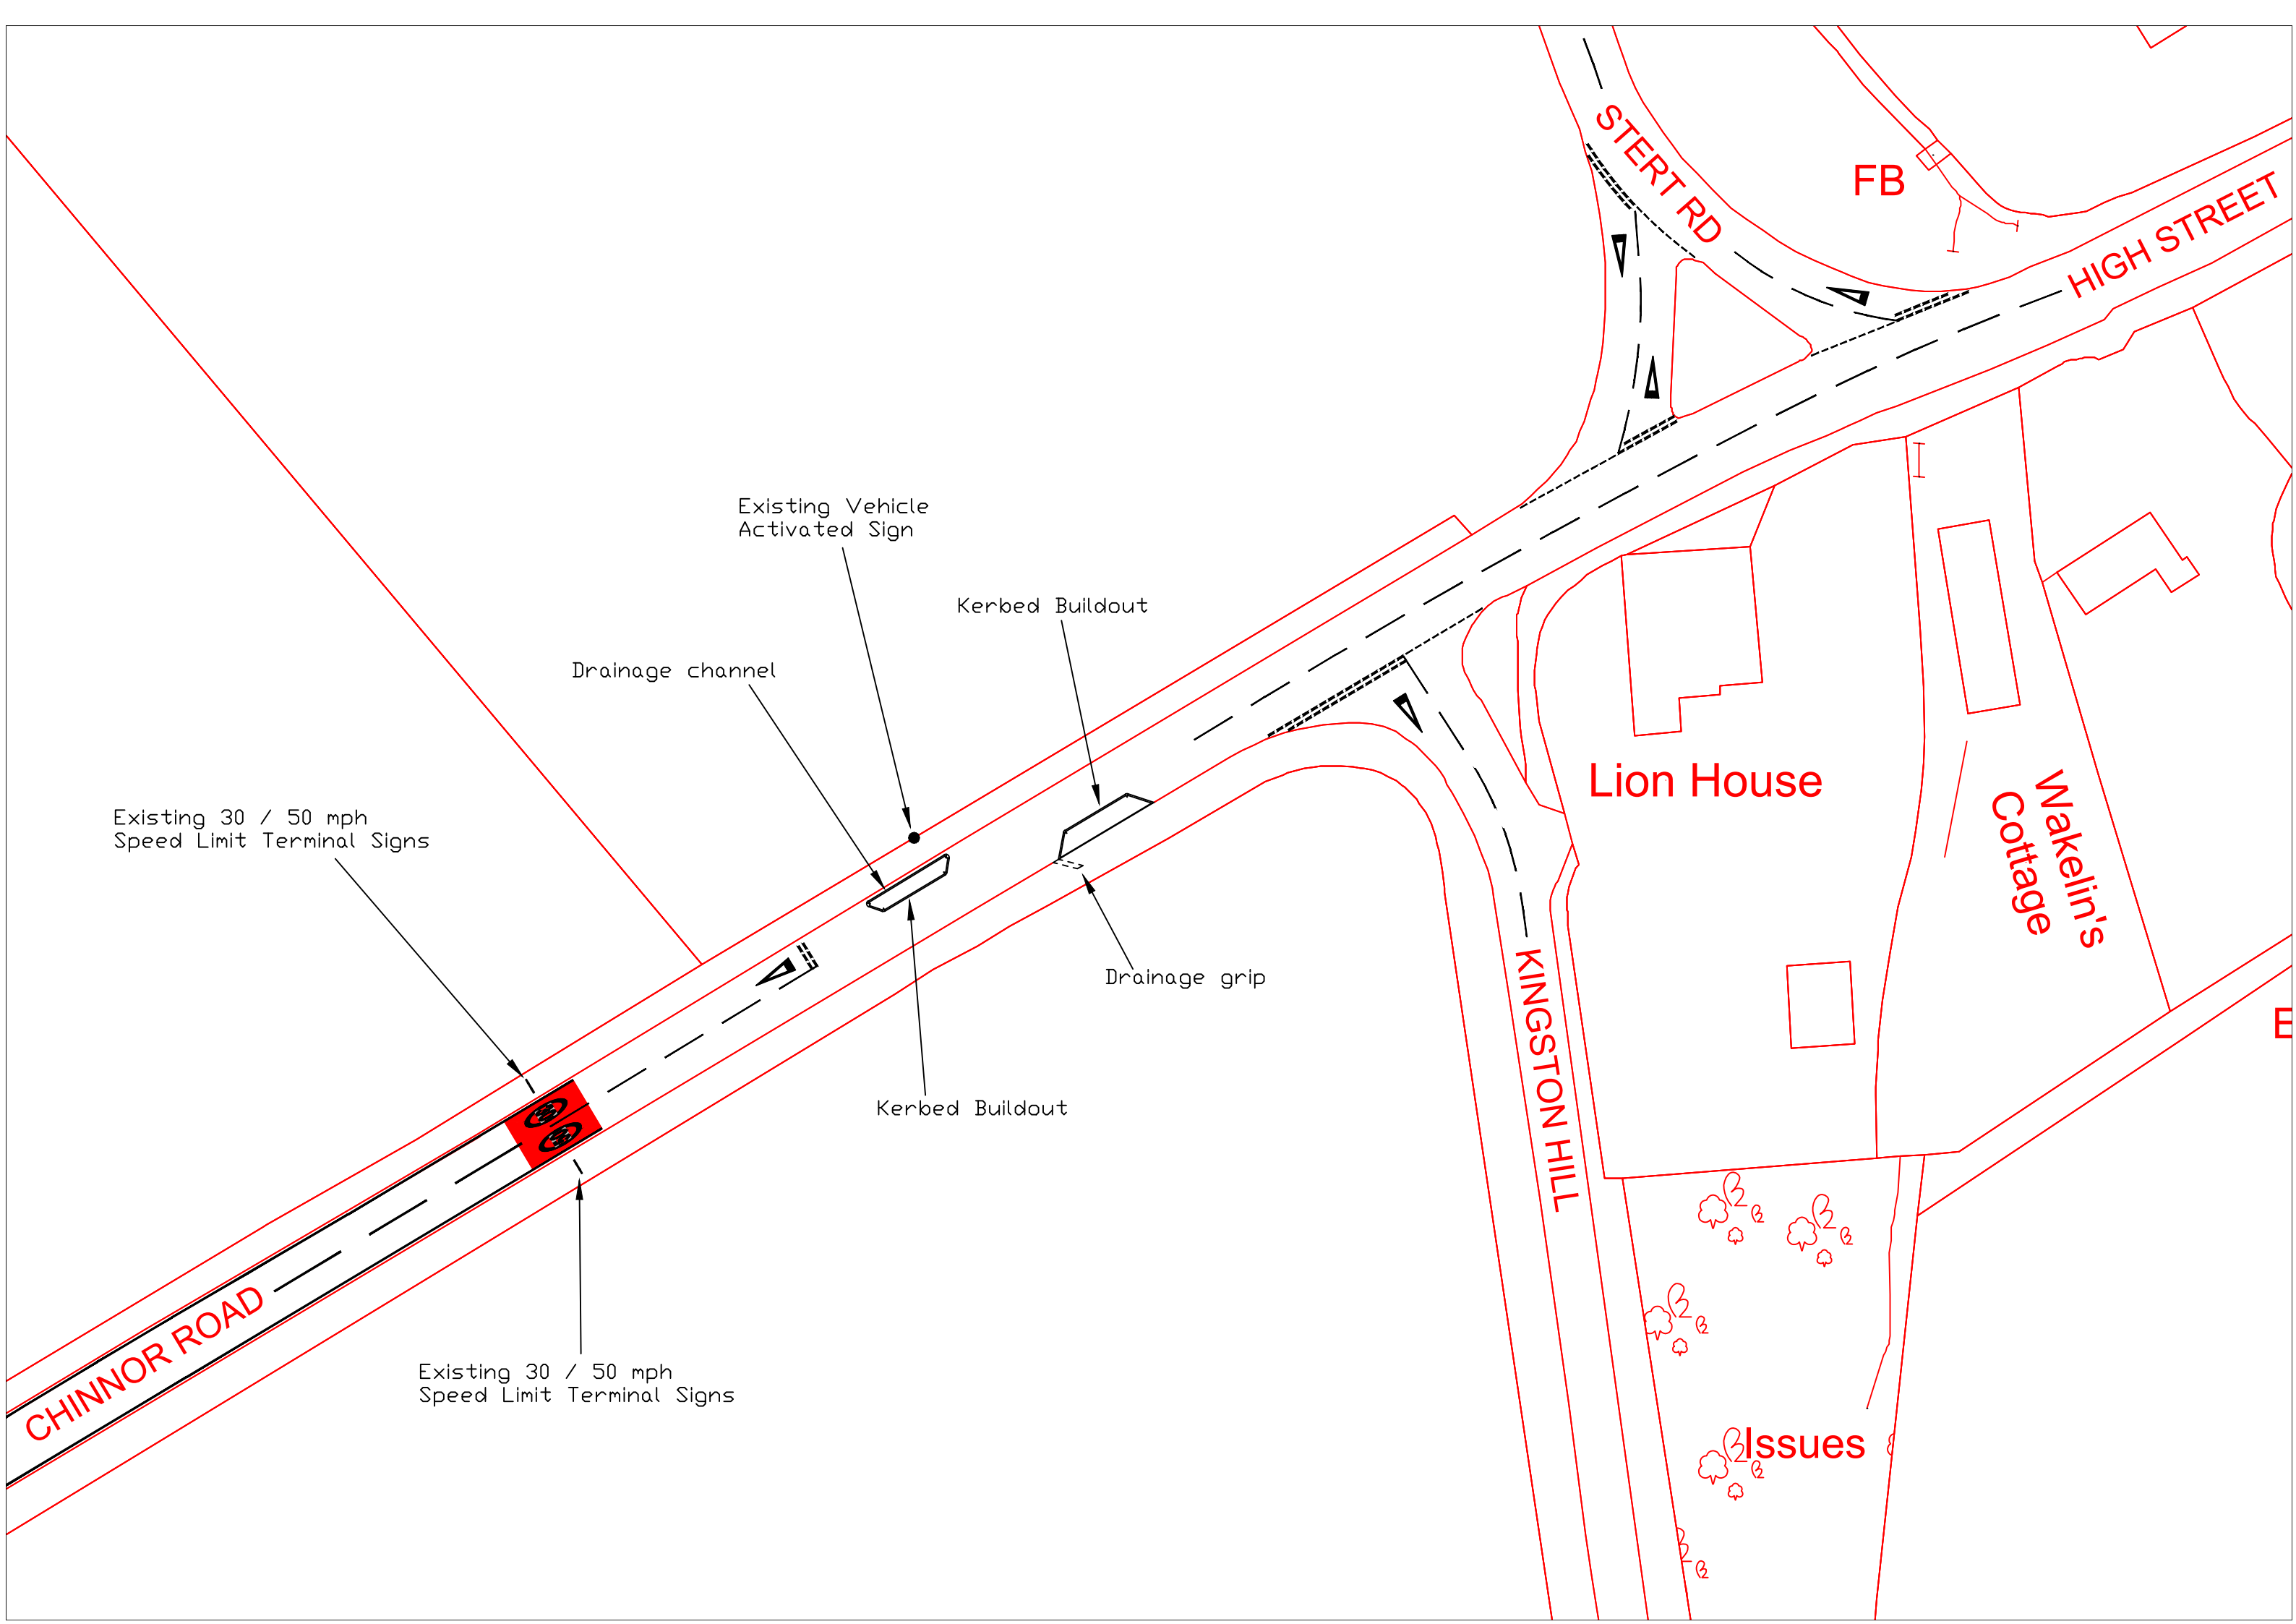 STERT RD
FB
HIGH STREET
Existing Vehicle
Activated Sign
Kerbed Buildout
Drainage channel
Lion House
Wakelin's
Cottage
Existing 30 / 50 mph
Speed Limit Terminal Signs
Drainage grip
KINGSTON HILL
Kerbed Buildout
CHINNOR ROAD
Existing 30 / 50 mph
Speed Limit Terminal Signs
Issues